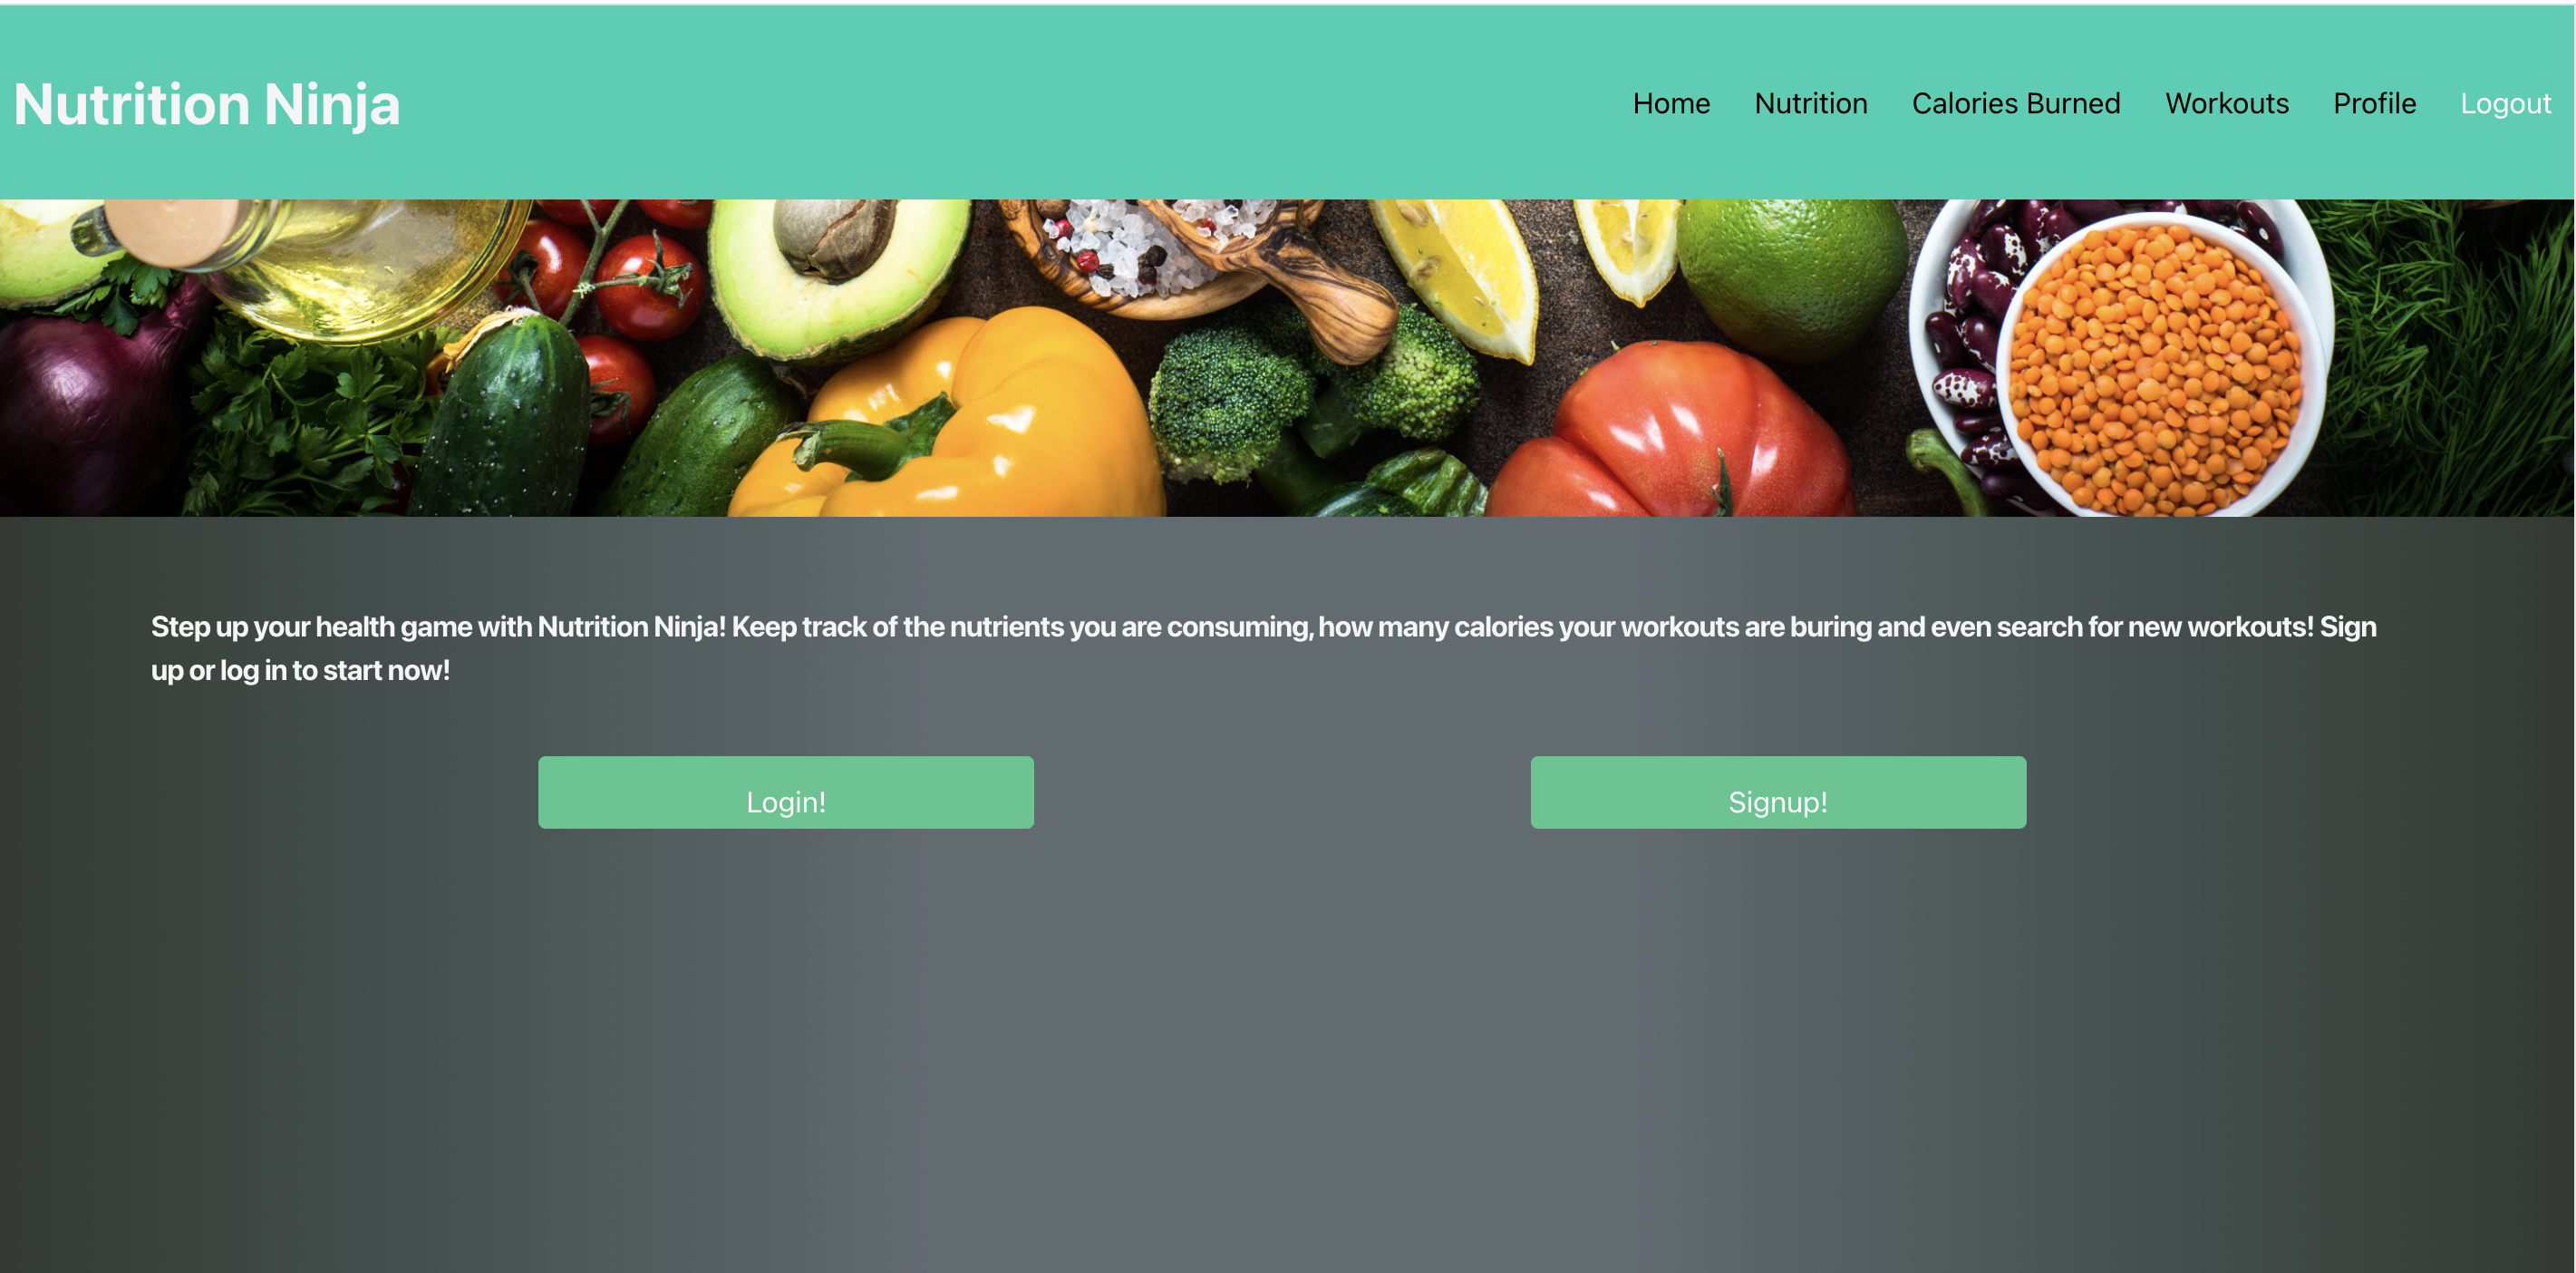 Nutrition Ninja
Home Nutrition Calories Burned Workouts Profile Logout
Step up your health game with Nutrition Ninja! Keep track of the nutrients you are consuming, how many calories your workouts are buring and even search for new workouts! Sign
up or log in to start now!
Login! Signup!